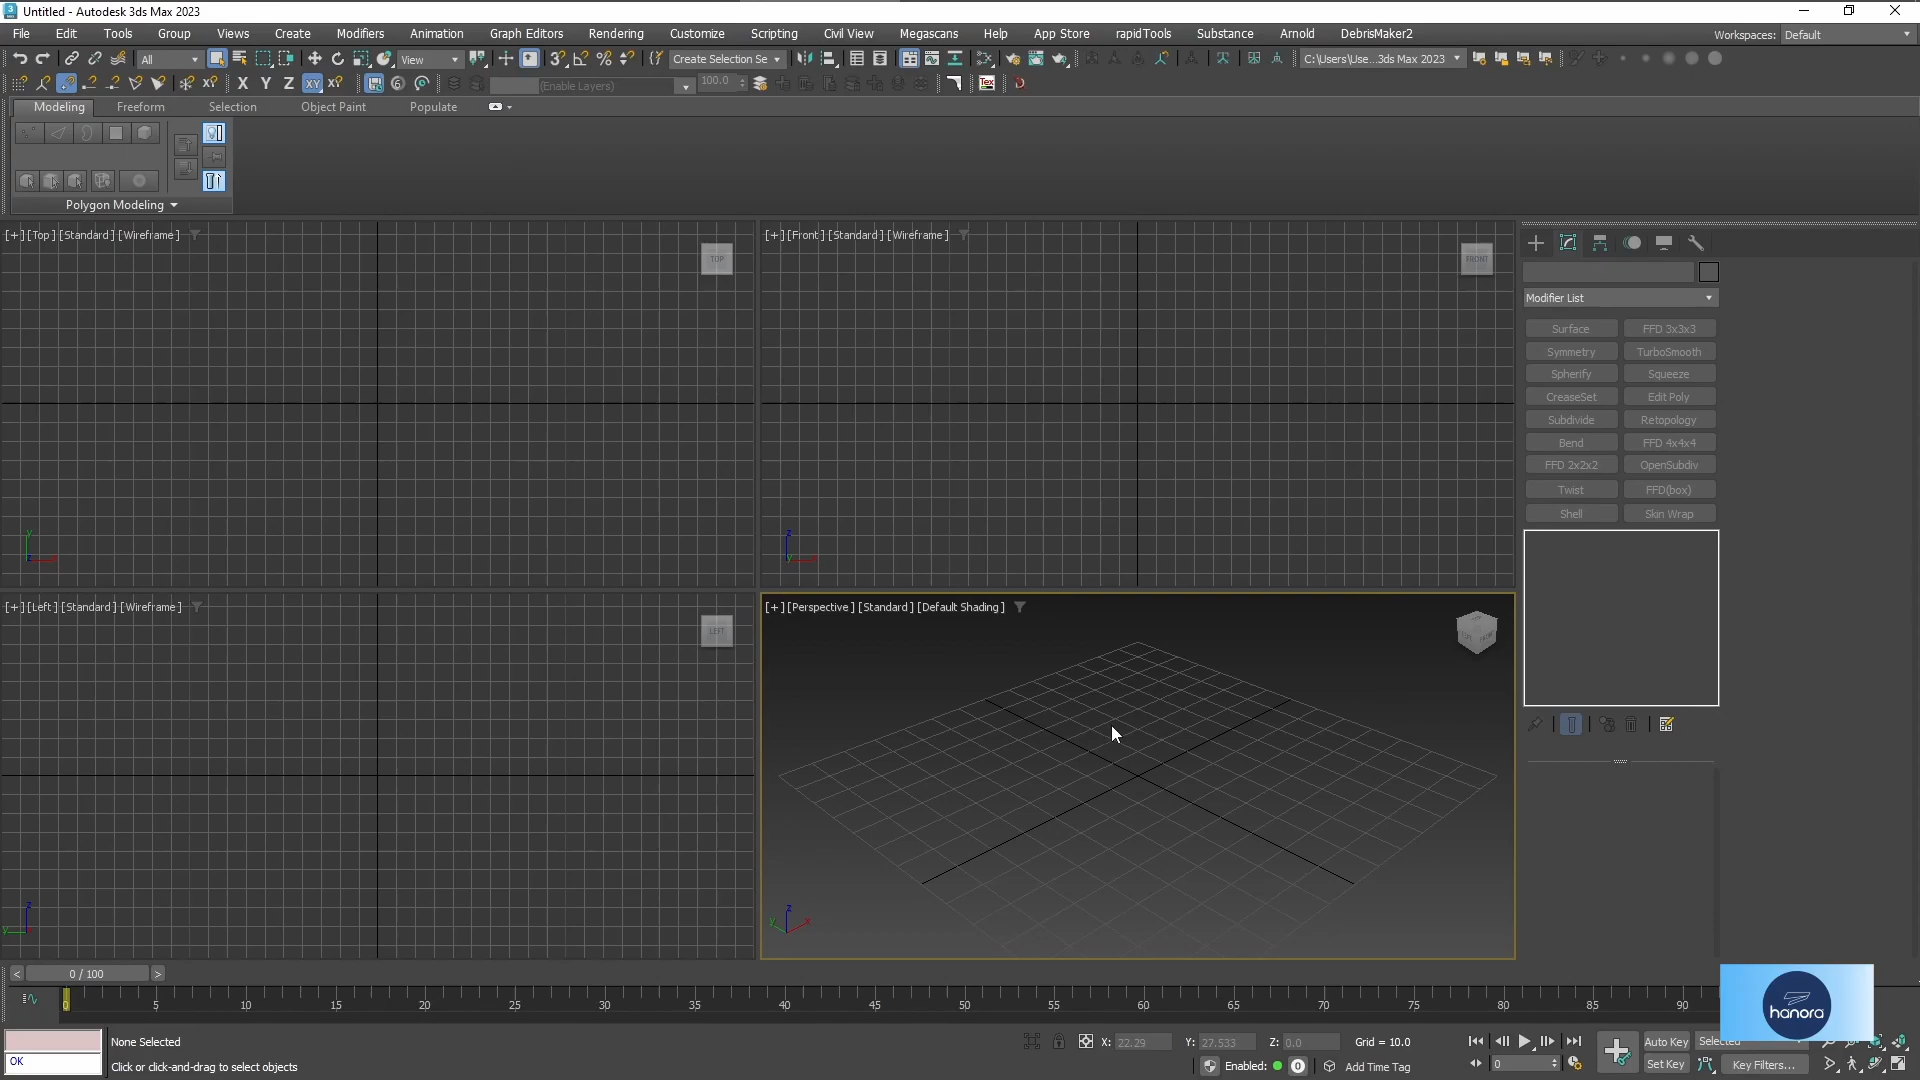 Untitled - Autodesk 3ds Max 2023
File Edit Tools Group Views Create Modifiers Animation Graph Editors Rendering Customize Scripting Civil View Megascans Help App Store rapidTools Substance Arnold DebrisMaker2
Workspaces: Default
All View Create Selection Se C:\Users\Use...3ds Max 2023
X Y Z XY XY (Enable Layers) 100.0 Tex
Modeling Freeform Selection Object Paint Populate
Polygon Modeling
[+] [Top] [Standard] [Wireframe]
TOP
[+] [Front] [Standard] [Wireframe]
FRONT
Modifier List
Surface FFD 3x3x3
Symmetry TurboSmooth
Spherify Squeeze
CreaseSet Edit Poly
Subdivide Retopology
Bend FFD 4x4x4
FFD 2x2x2 OpenSubdiv
Twist FFD(box)
Shell Skin Wrap
[+] [Left] [Standard] [Wireframe]
LEFT
[+] [Perspective] [Standard] [Default Shading]
0 / 100
0 5 10 15 20 25 30 35 40 45 50 55 60 65 70 75 80 85 90
hanora
None Selected
OK
Click or click-and-drag to select objects
X: 22.29 Y: 27.533 Z: 0.0 Grid = 10.0
Enabled: 0 Add Time Tag
0
Auto Key Selected
Set Key Key Filters...